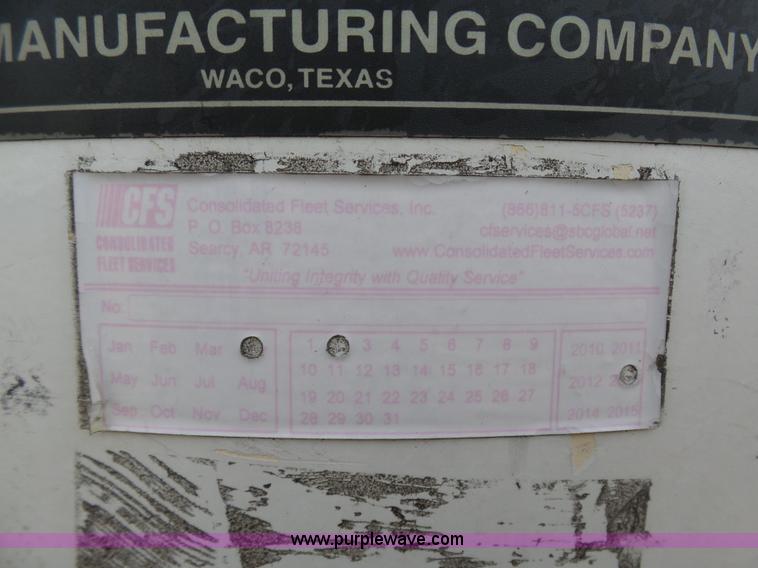 MANUFACTURING COMPANY
WACO, TEXAS
CFS
CONSOLIDATED
FLEET SERVICES
Consolidated Fleet Services, Inc.
P. O. Box 8238
Searcy, AR 72145
(866)811-5CFS (5237)
cfservices@sbcglobal.net
www.ConsolidatedFleetServices.com
"Uniting Integrity with Quality Service"
No:
Jan Feb Mar
May Jun Jul Aug
Sep Oct Nov Dec
1 3 4 5 6 7 8 9
10 11 12 13 14 15 16 17 18
19 20 21 22 23 24 25 26 27
28 29 30 31
2010 2011
2012
2014 2015
www.purplewave.com